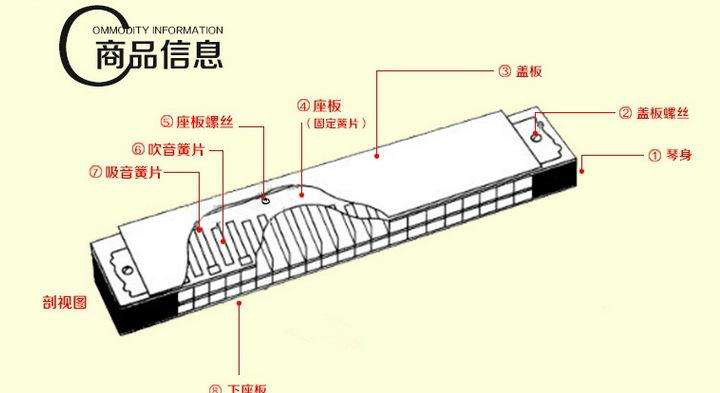 COMMODITY INFORMATION
商品信息
③ 盖板
④ 座板
（固定簧片）
② 盖板螺丝
⑤ 座板螺丝
⑥ 吹音簧片
① 琴身
⑦ 吸音簧片
剖视图
⑧ 下座板